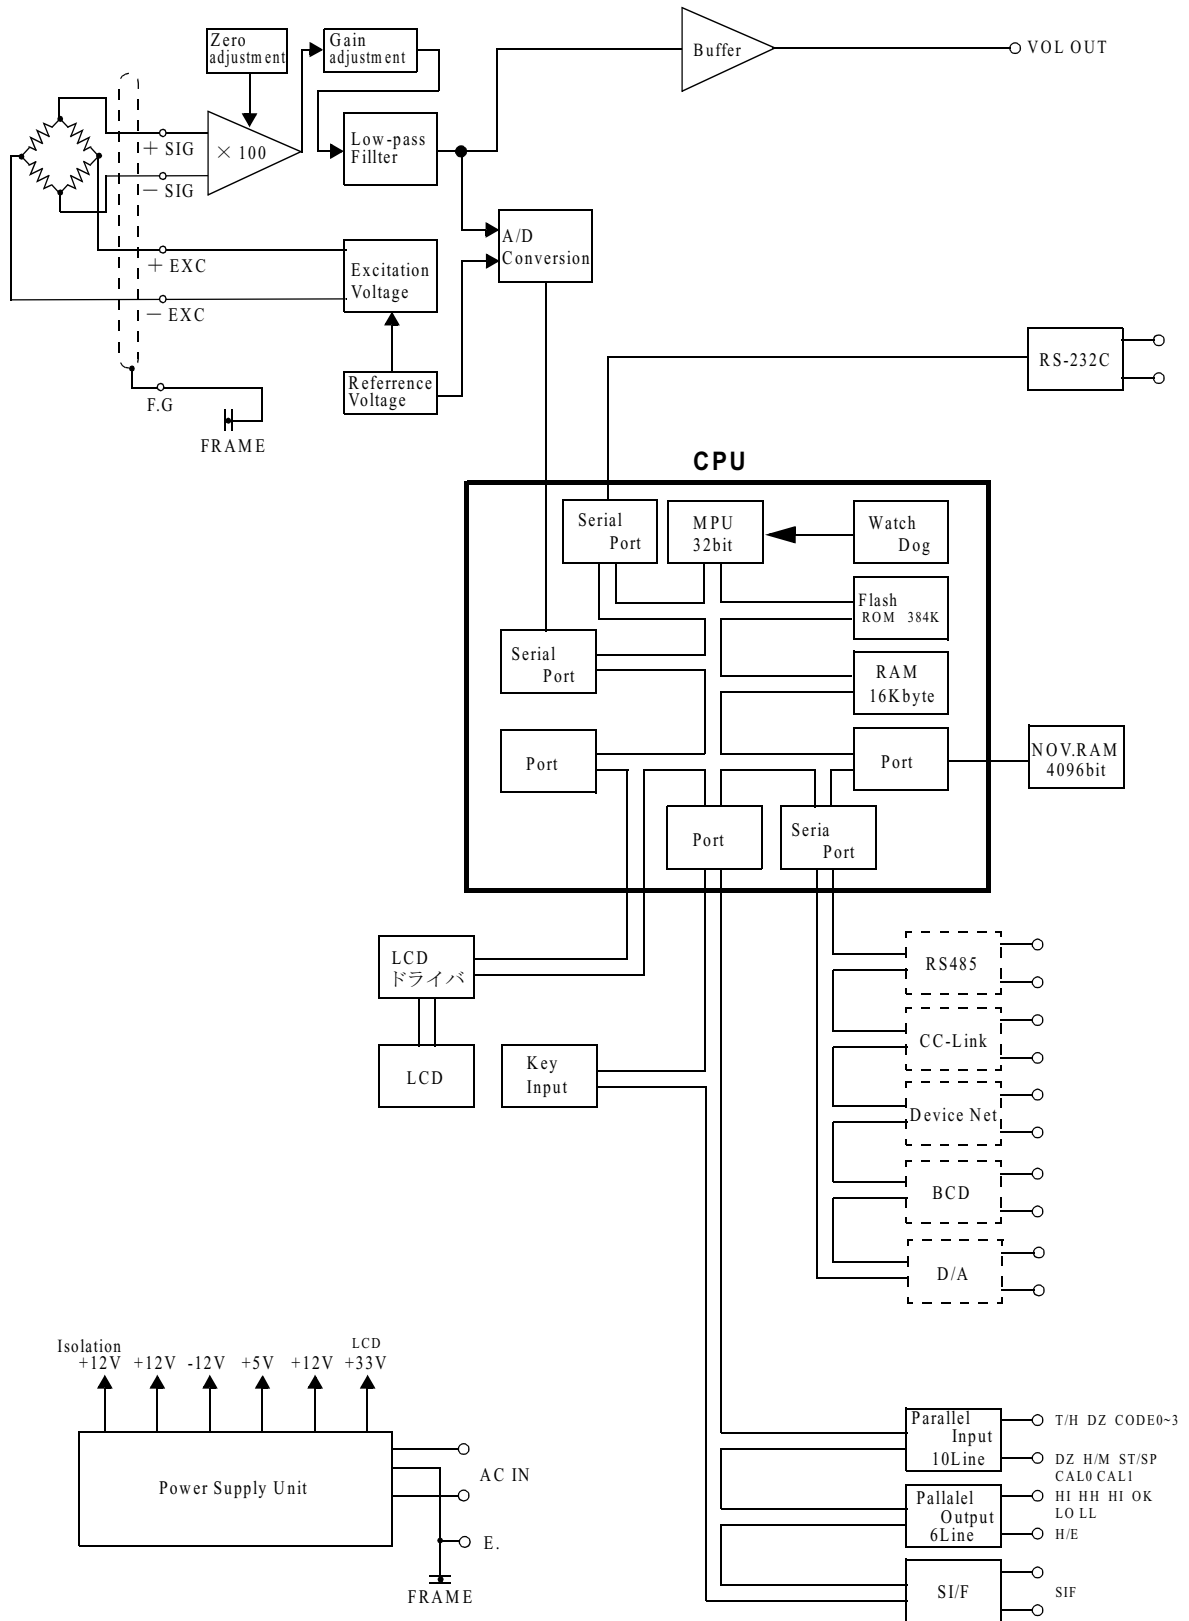 Zero
adjustment
Gain
adjustment
Buffer
VOL OUT
+ SIG
× 100
Low-pass
Fillter
− SIG
A/D
Conversion
+ EXC
Excitation
Voltage
− EXC
RS-232C
Referrence
Voltage
F.G
FRAME
CPU
Serial
Port
MPU
32bit
Watch
Dog
Flash
ROM 384K
Serial
Port
RAM
16Kbyte
Port
Port
NOV.RAM
4096bit
Port
Seria
Port
LCD
ドライバ
RS485
LCD
Key
Input
CC-Link
Device Net
BCD
D/A
Isolation
+12V
+12V
-12V
+5V
+12V
LCD
+33V
Power Supply Unit
AC IN
E.
FRAME
Parallel
Input
10Line
T/H DZ CODE0~3
DZ H/M ST/SP
CAL0 CAL1
Pallalel
Output
6Line
HI HH HI OK
LO LL
H/E
SI/F
SIF